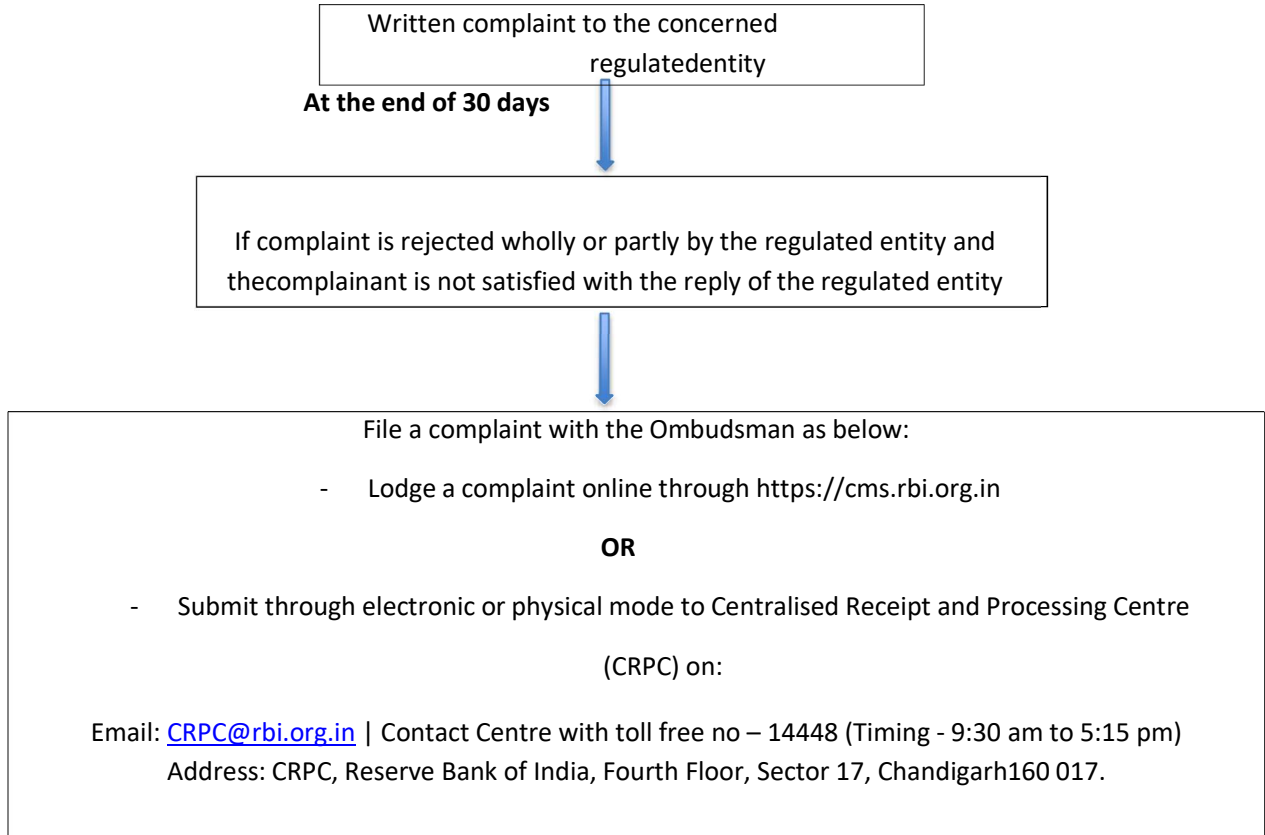 Written complaint to the concerned
regulatedentity
At the end of 30 days
If complaint is rejected wholly or partly by the regulated entity and
thecomplainant is not satisfied with the reply of the regulated entity
File a complaint with the Ombudsman as below:
- Lodge a complaint online through https://cms.rbi.org.in
OR
- Submit through electronic or physical mode to Centralised Receipt and Processing Centre
(CRPC) on:
Email: CRPC@rbi.org.in | Contact Centre with toll free no – 14448 (Timing - 9:30 am to 5:15 pm)
Address: CRPC, Reserve Bank of India, Fourth Floor, Sector 17, Chandigarh160 017.